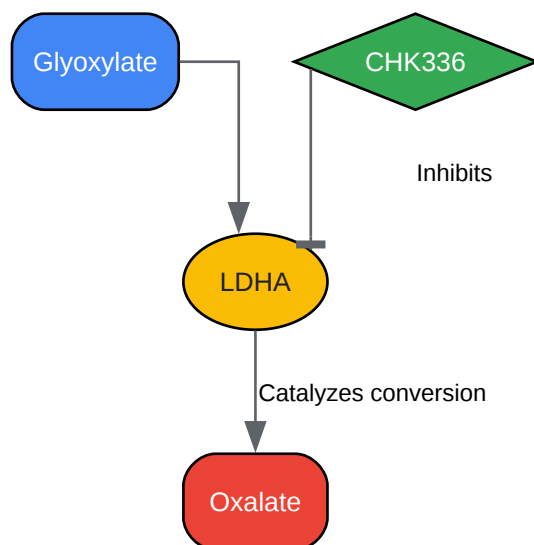 Glyoxylate
CHK336
Inhibits
LDHA
Catalyzes conversion
Oxalate